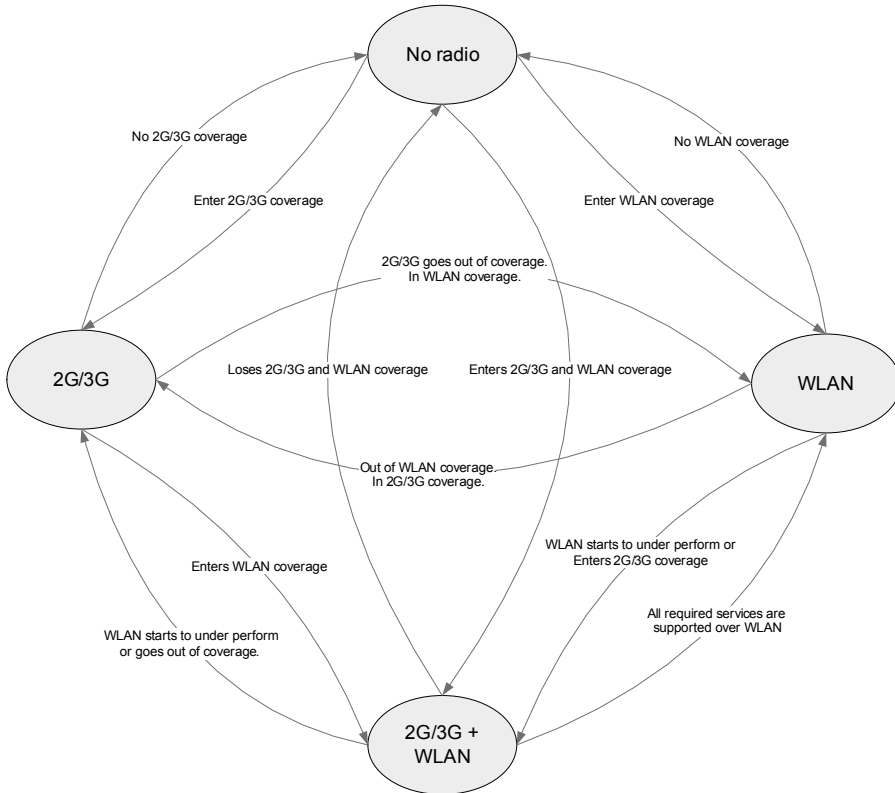 No radio
No 2G/3G coverage
No WLAN coverage
Enter 2G/3G coverage
Enter WLAN coverage
2G/3G goes out of coverage.
In WLAN coverage.
2G/3G
Loses 2G/3G and WLAN coverage
Enters 2G/3G and WLAN coverage
WLAN
Out of WLAN coverage.
In 2G/3G coverage.
WLAN starts to under perform or
Enters 2G/3G coverage
Enters WLAN coverage
All required services are
supported over WLAN
WLAN starts to under perform
or goes out of coverage.
2G/3G +
WLAN